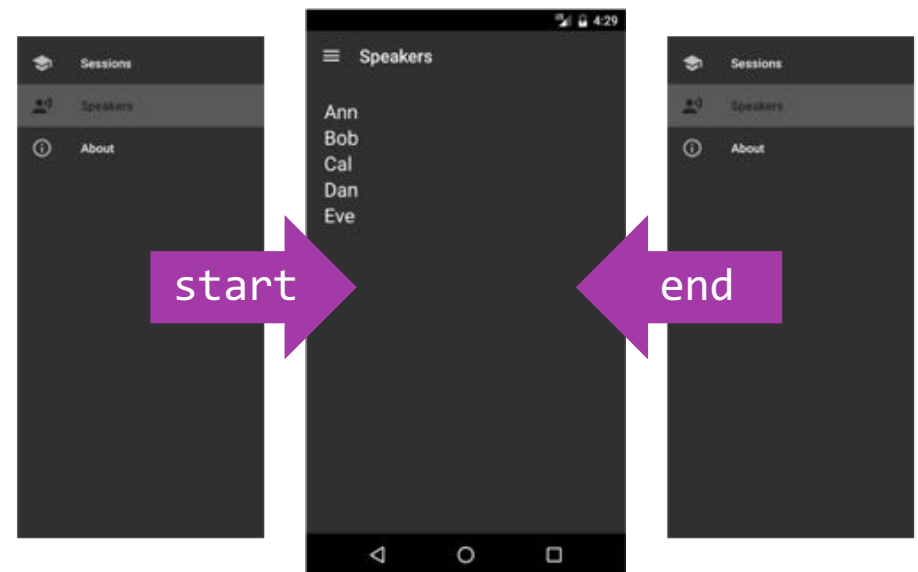 Sessions
Speakers
About
start
4:29
Speakers
Ann
Bob
Cal
Dan
Eve
end
Sessions
Speakers
About